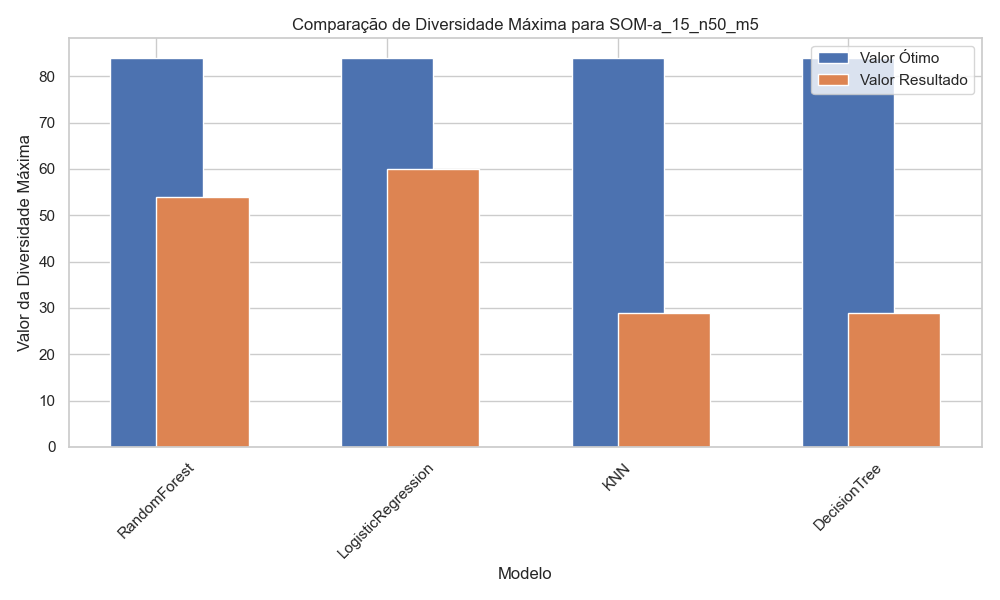 Comparação de Diversidade Máxima para SOM-a_15_n50_m5
Valor Ótimo
Valor Resultado
Valor da Diversidade Máxima
80
70
60
50
40
30
20
10
0
RandomForest
LogisticRegression
KNN
DecisionTree
Modelo